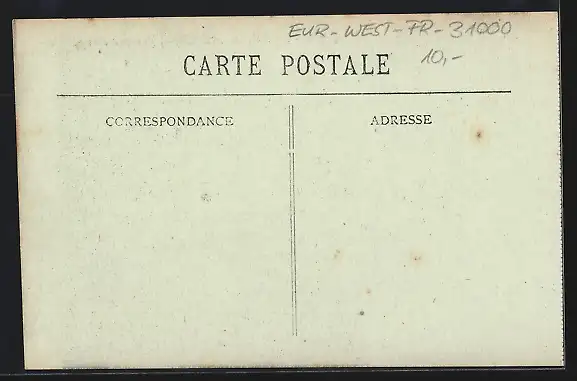 EUR-WEST-FR-31000
CARTE POSTALE
10,-
CORRESPONDANCE
ADRESSE